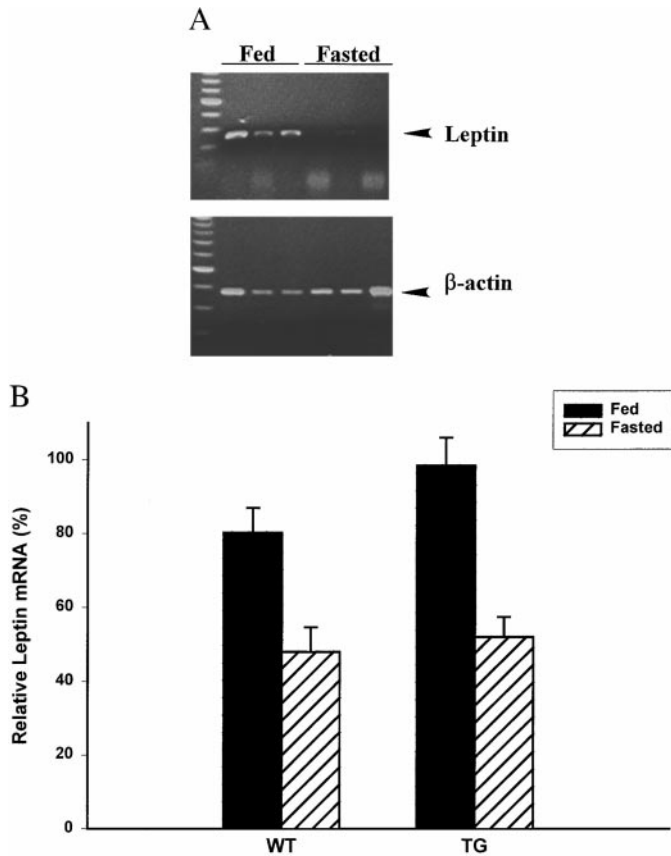 A
Fed Fasted
Leptin
β-actin
B
Fed
Fasted
Relative Leptin mRNA (%)
100
80
60
40
20
0
WT TG